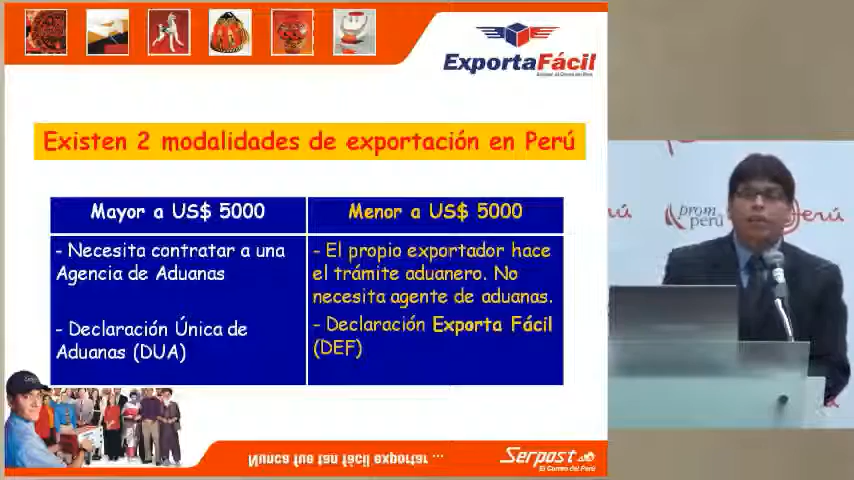 ExportaFácil
Existen 2 modalidades de exportación en Perú
Mayor a US$ 5000
Menor a US$ 5000
- Necesita contratar a una
Agencia de Aduanas
- Declaración Única de
Aduanas (DUA)
- El propio exportador hace
el trámite aduanero. No
necesita agente de aduanas.
- Declaración Exporta Fácil
(DEF)
Nunca fue tan fácil exportar ...
Serpost
El Correo del Perú
prom
perú
Perú